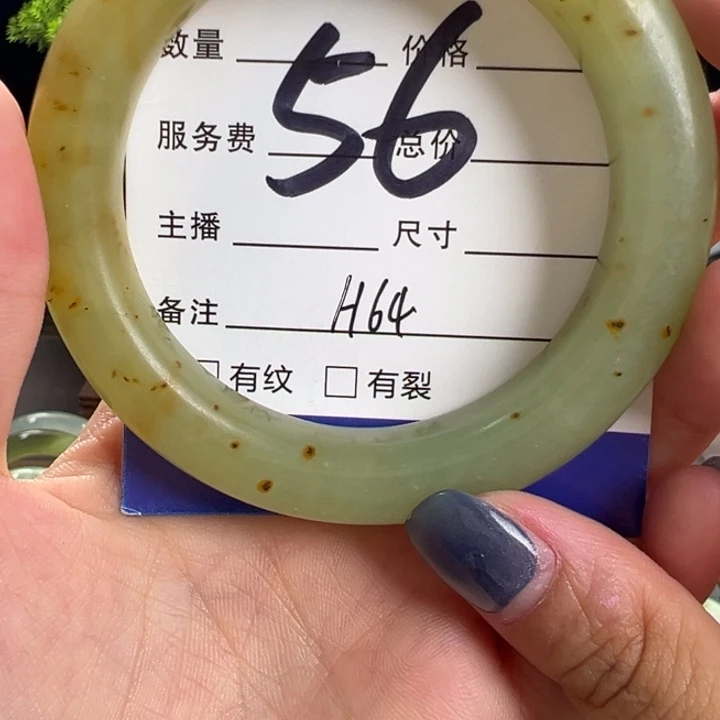 数量 价格
56
服务费 总价
主播 尺寸
备注 H64
有纹 有裂